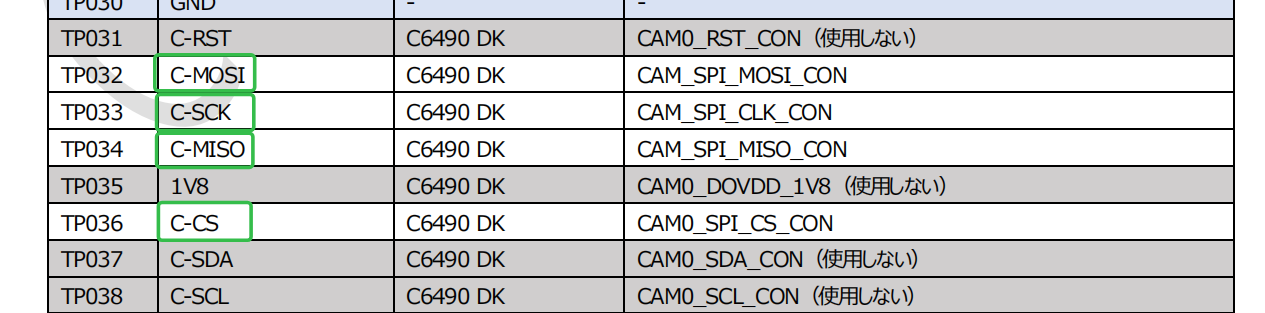 TP030 GND - -
TP031 C-RST C6490 DK CAM0_RST_CON（使用しない）
TP032 C-MOSI C6490 DK CAM_SPI_MOSI_CON
TP033 C-SCK C6490 DK CAM_SPI_CLK_CON
TP034 C-MISO C6490 DK CAM_SPI_MISO_CON
TP035 1V8 C6490 DK CAM0_DOVDD_1V8（使用しない）
TP036 C-CS C6490 DK CAM0_SPI_CS_CON
TP037 C-SDA C6490 DK CAM0_SDA_CON（使用しない）
TP038 C-SCL C6490 DK CAM0_SCL_CON（使用しない）